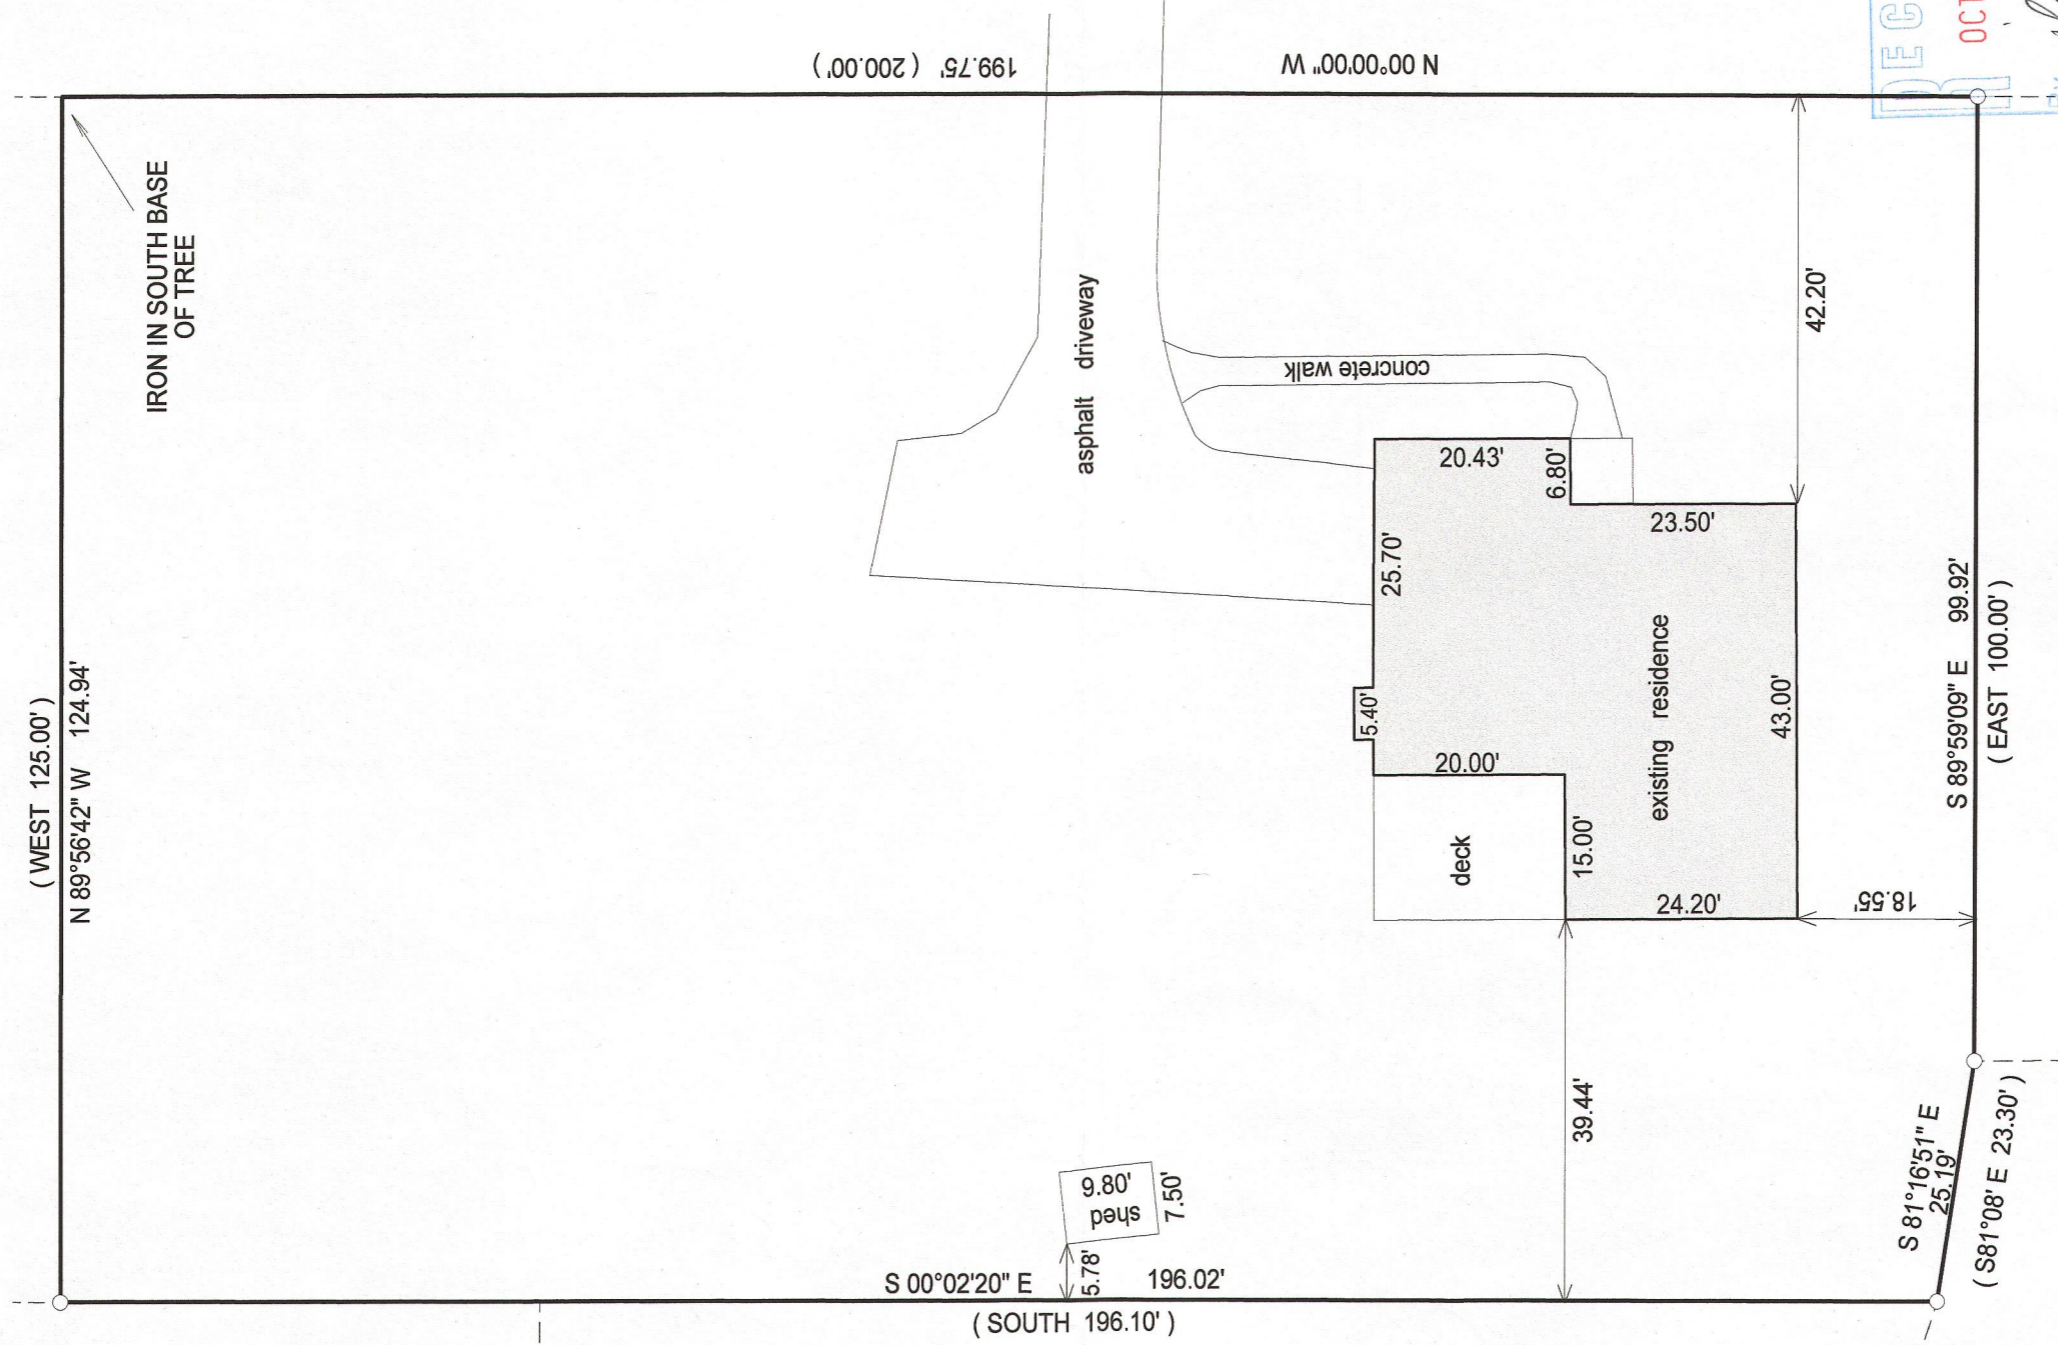 199.75' ( 200.00' )
N 00°00'00" W
DEC
R
OCT
IRON IN SOUTH BASE
OF TREE
asphalt driveway
concrete walk
42.20'
20.43'
6.80'
23.50'
25.70'
5.40'
20.00'
existing residence
43.00'
deck
15.00'
24.20'
18.55'
S 89°59'09" E 99.92'
( EAST 100.00' )
( WEST 125.00' )
N 89°56'42" W 124.94'
39.44'
9.80'
shed
7.50'
5.78'
S 00°02'20" E 196.02'
( SOUTH 196.10' )
S 81°16'51" E
25.19'
( S81°08' E 23.30' )